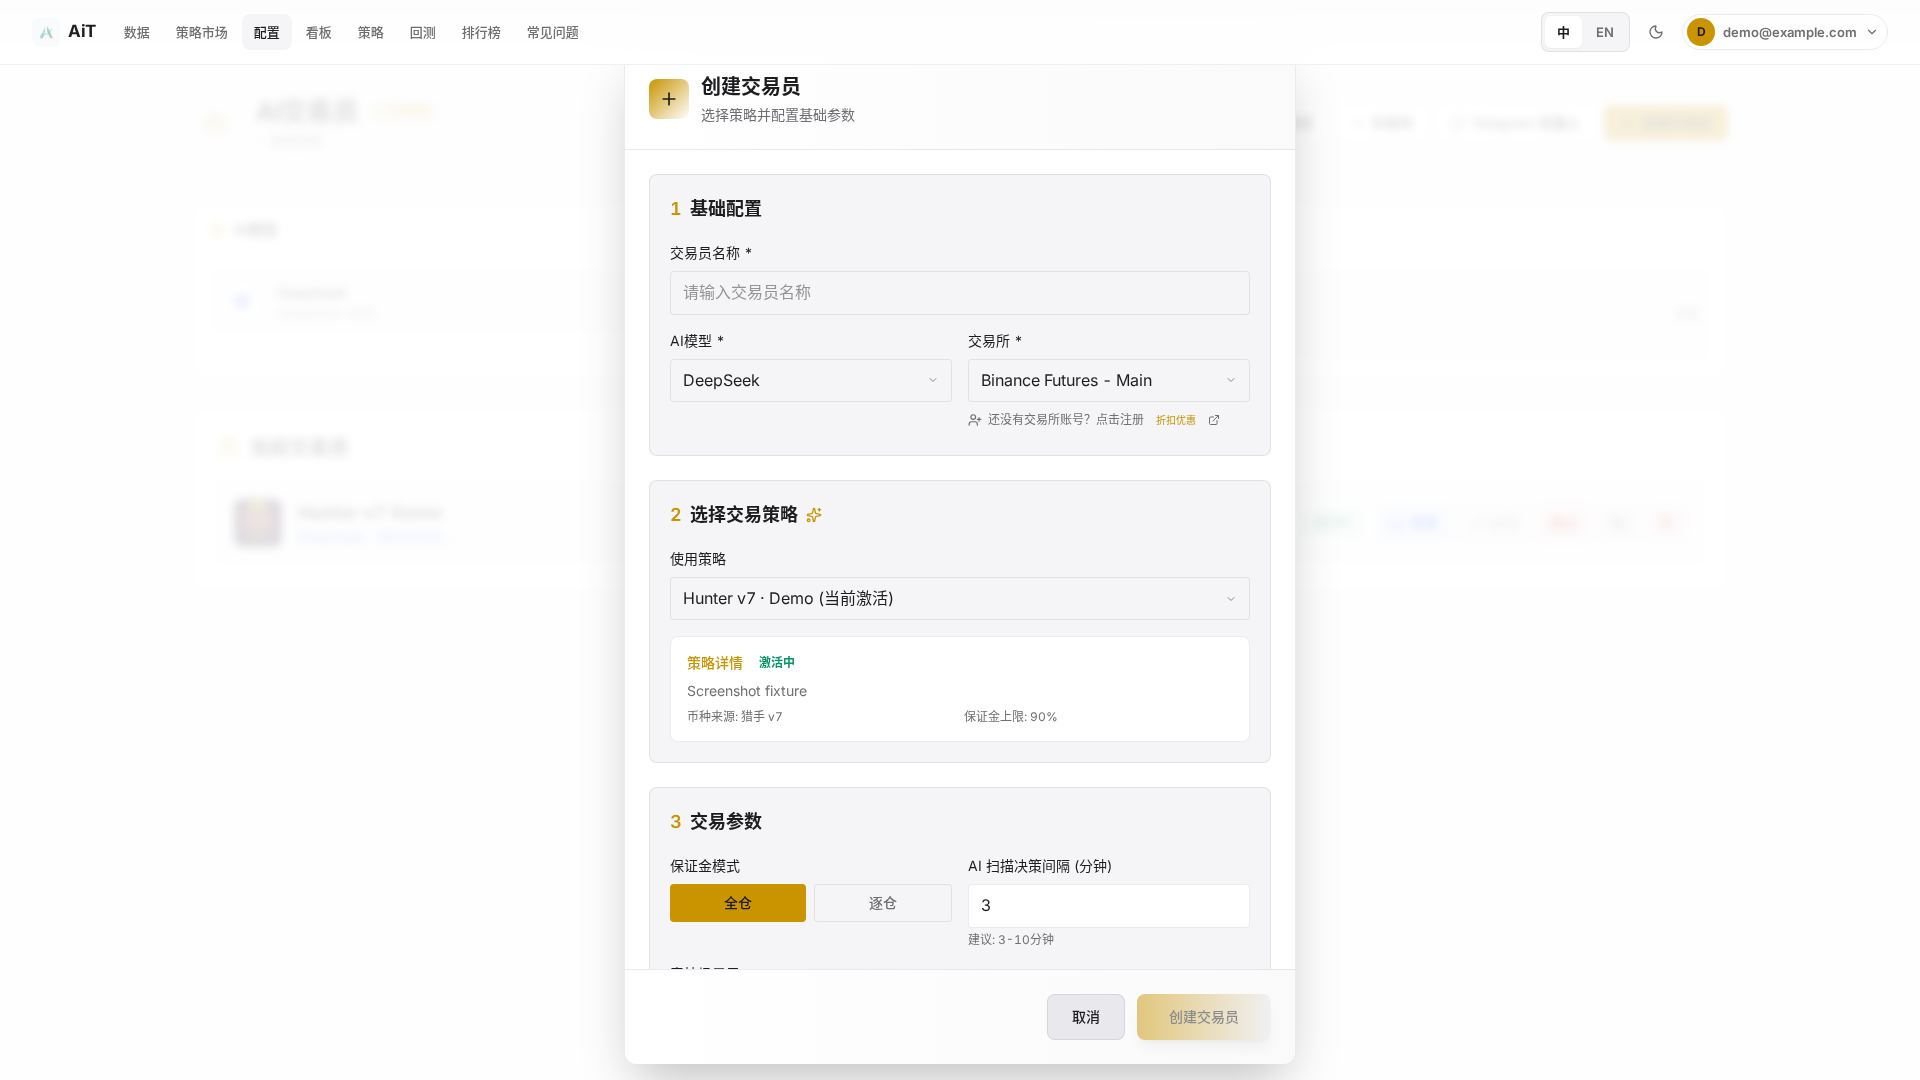 AiT 数据 策略市场 配置 看板 策略 回测 排行榜 常见问题 中 EN D demo@example.com
创建交易员
选择策略并配置基础参数
1 基础配置
交易员名称 *
请输入交易员名称
AI模型 * 交易所 *
DeepSeek Binance Futures - Main
还没有交易所账号？点击注册 折扣优惠
2 选择交易策略
使用策略
Hunter v7 · Demo (当前激活)
策略详情 激活中
Screenshot fixture
币种来源: 猎手 v7 保证金上限: 90%
3 交易参数
保证金模式 AI 扫描决策间隔 (分钟)
全仓 逐仓 3
建议: 3-10分钟
取消 创建交易员